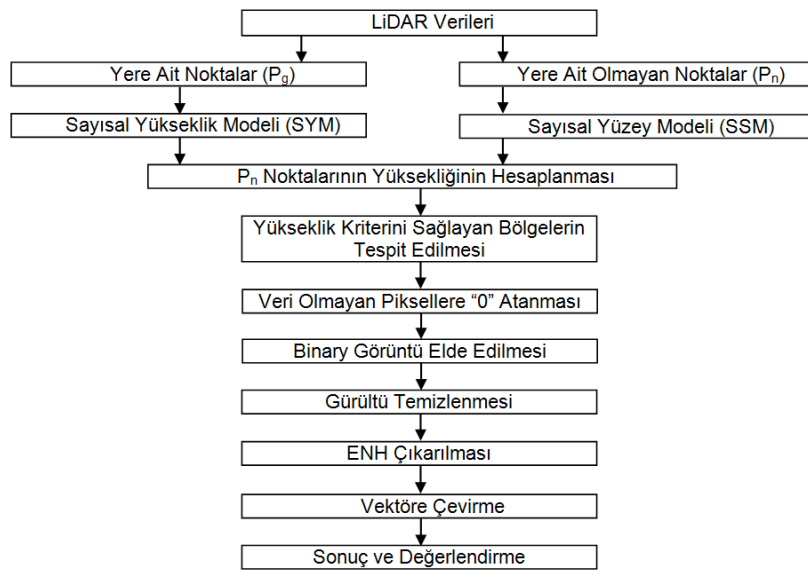 LiDAR Verileri
Yere Ait Noktalar (Pg)
Yere Ait Olmayan Noktalar (Pn)
Sayısal Yükseklik Modeli (SYM)
Sayısal Yüzey Modeli (SSM)
Pn Noktalarının Yüksekliğinin Hesaplanması
Yükseklik Kriterini Sağlayan Bölgelerin
Tespit Edilmesi
Veri Olmayan Piksellere “0” Atanması
Binary Görüntü Elde Edilmesi
Gürültü Temizlenmesi
ENH Çıkarılması
Vektöre Çevirme
Sonuç ve Değerlendirme